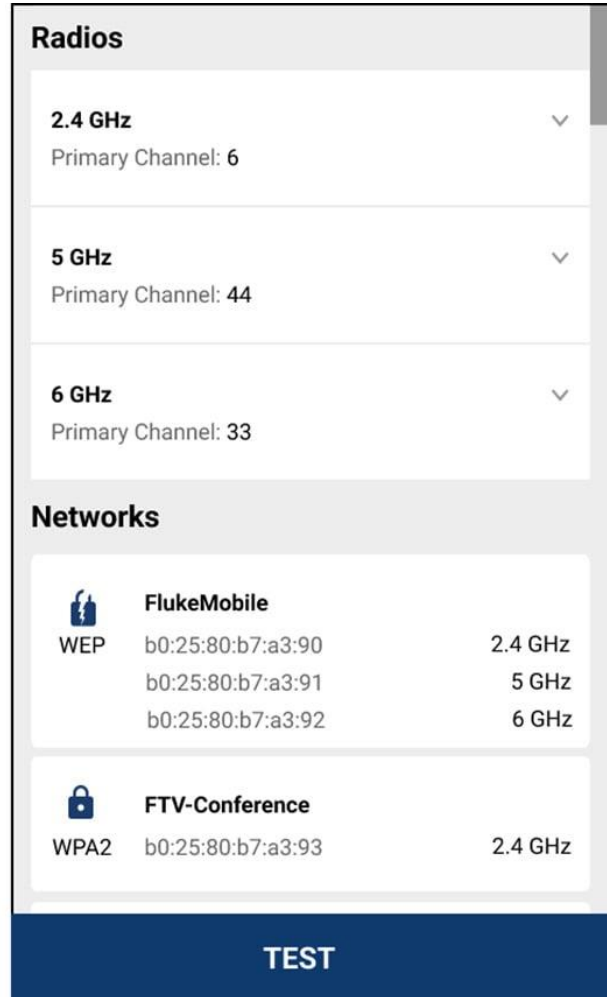 Radios
2.4 GHz
Primary Channel: 6
5 GHz
Primary Channel: 44
6 GHz
Primary Channel: 33
Networks
FlukeMobile
WEP b0:25:80:b7:a3:90 2.4 GHz
b0:25:80:b7:a3:91 5 GHz
b0:25:80:b7:a3:92 6 GHz
FTV-Conference
WPA2 b0:25:80:b7:a3:93 2.4 GHz
TEST